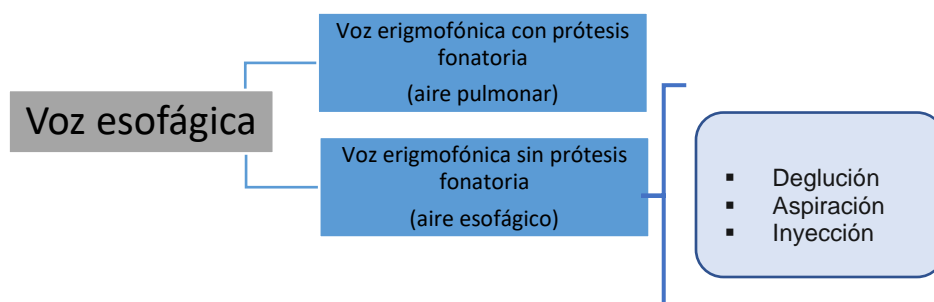 Voz esofágica
Voz erigmofónica con prótesis
fonatoria
(aire pulmonar)
Voz erigmofónica sin prótesis
fonatoria
(aire esofágico)
▪ Deglución
▪ Aspiración
▪ Inyección